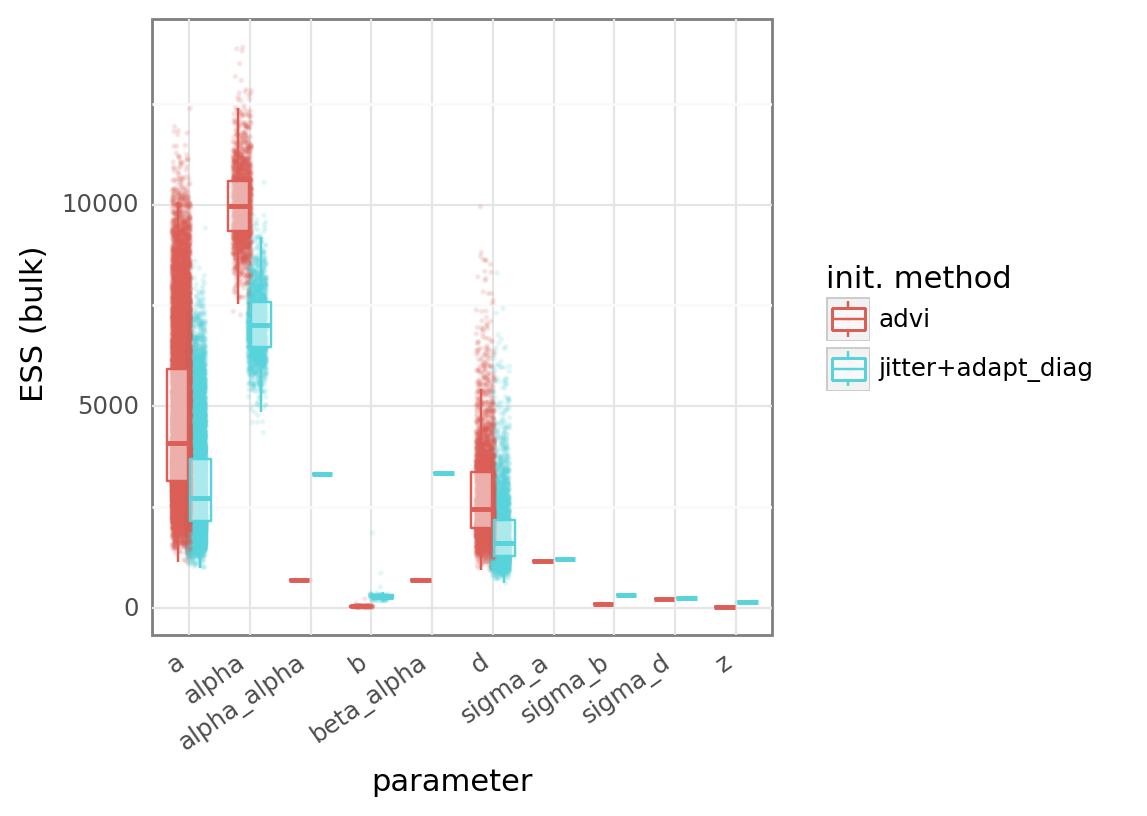 ESS (bulk)
10000
5000
0
a
alpha
alpha_alpha
b
beta_alpha
d
sigma_a
sigma_b
sigma_d
z
parameter
init. method
advi
jitter+adapt_diag